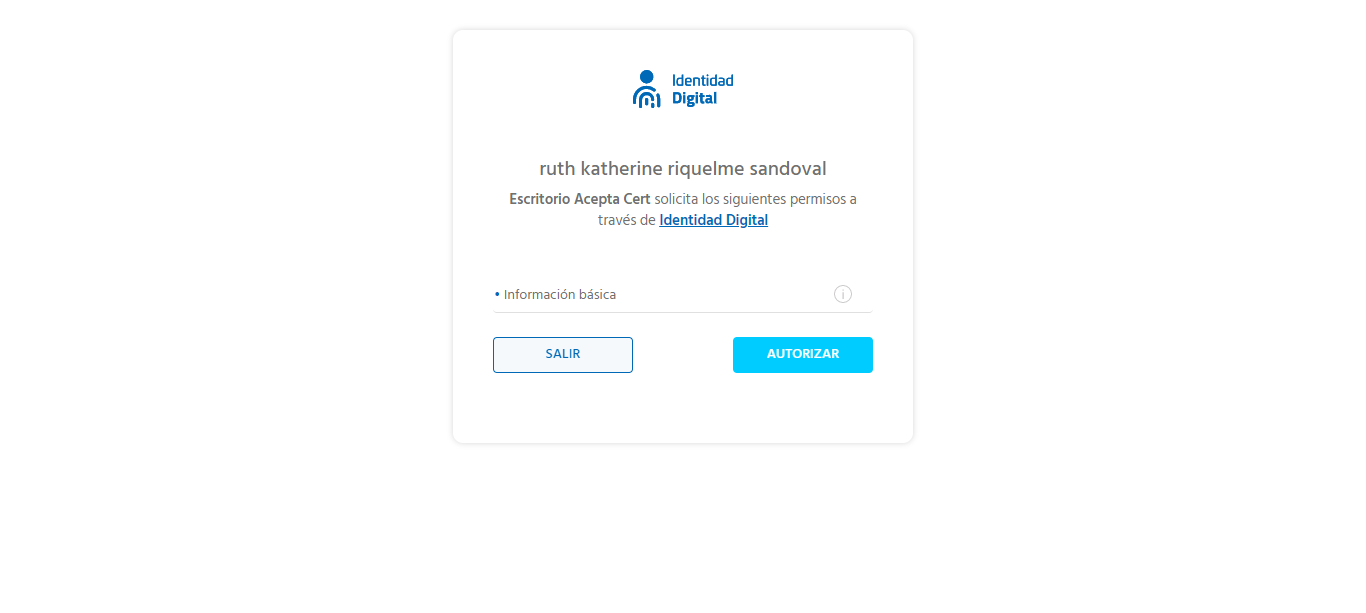 Identidad
Digital
ruth katherine riquelme sandoval
Escritorio Acepta Cert solicita los siguientes permisos a
través de Identidad Digital
• Información básica
i
SALIR
AUTORIZAR